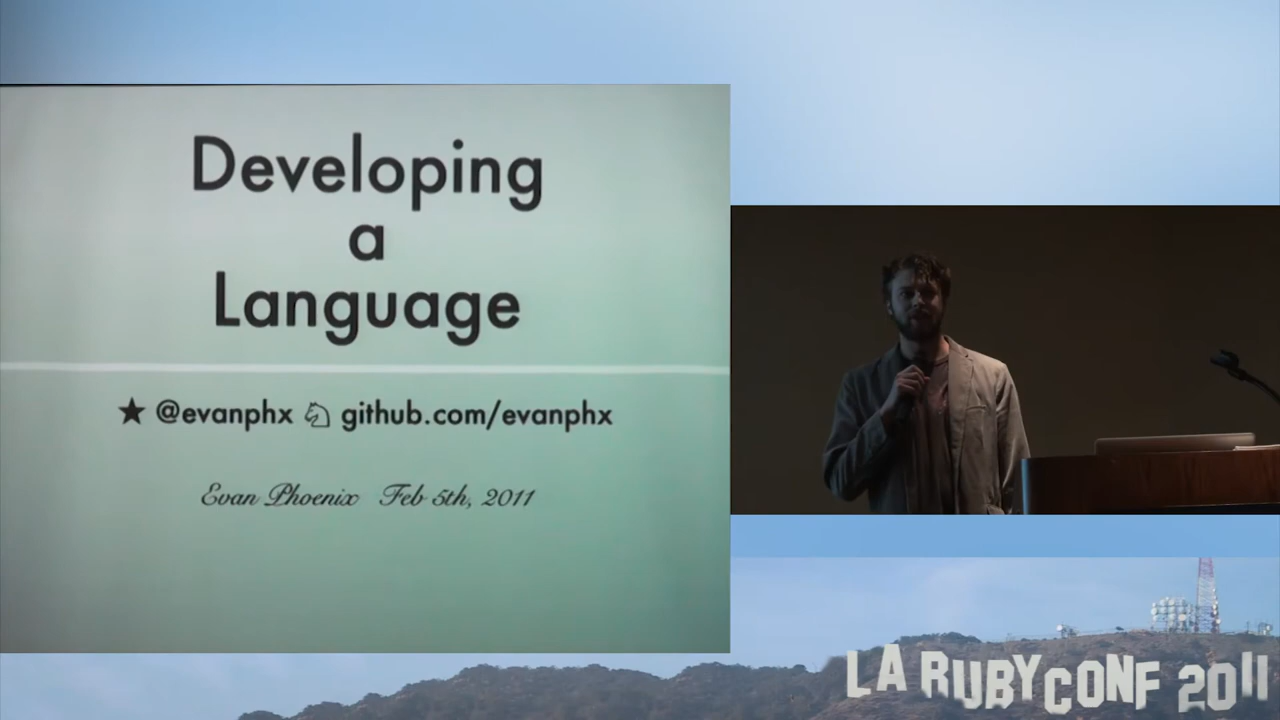 Developing
a
Language
★ @evanphx ♘ github.com/evanphx
Evan Phoenix Feb 5th, 2011
LA RUBYCONF 2011